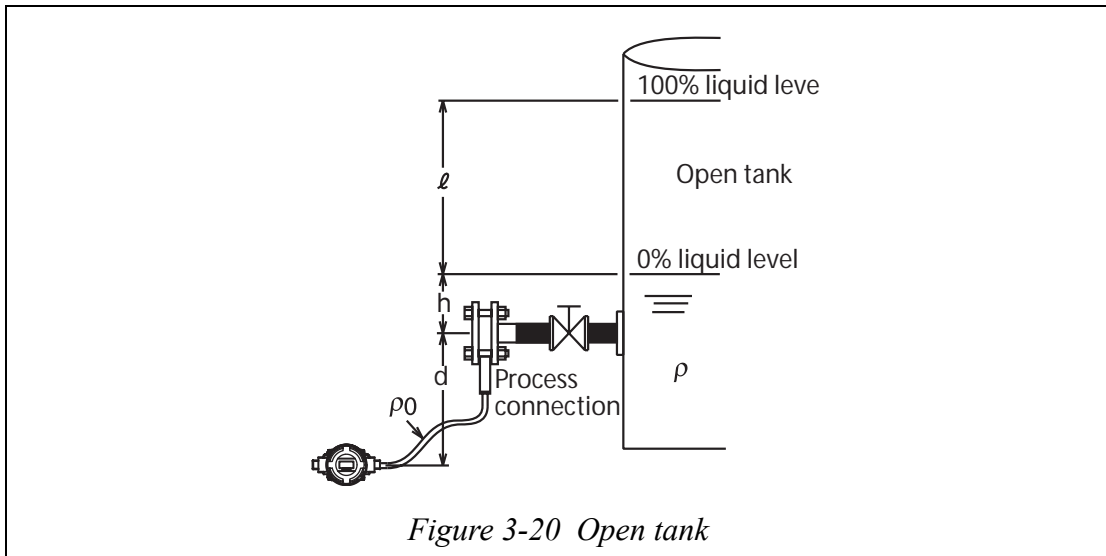 100% liquid leve
ℓ
Open tank
0% liquid level
h
d
Process
connection
ρ
ρ0
Figure 3-20 Open tank